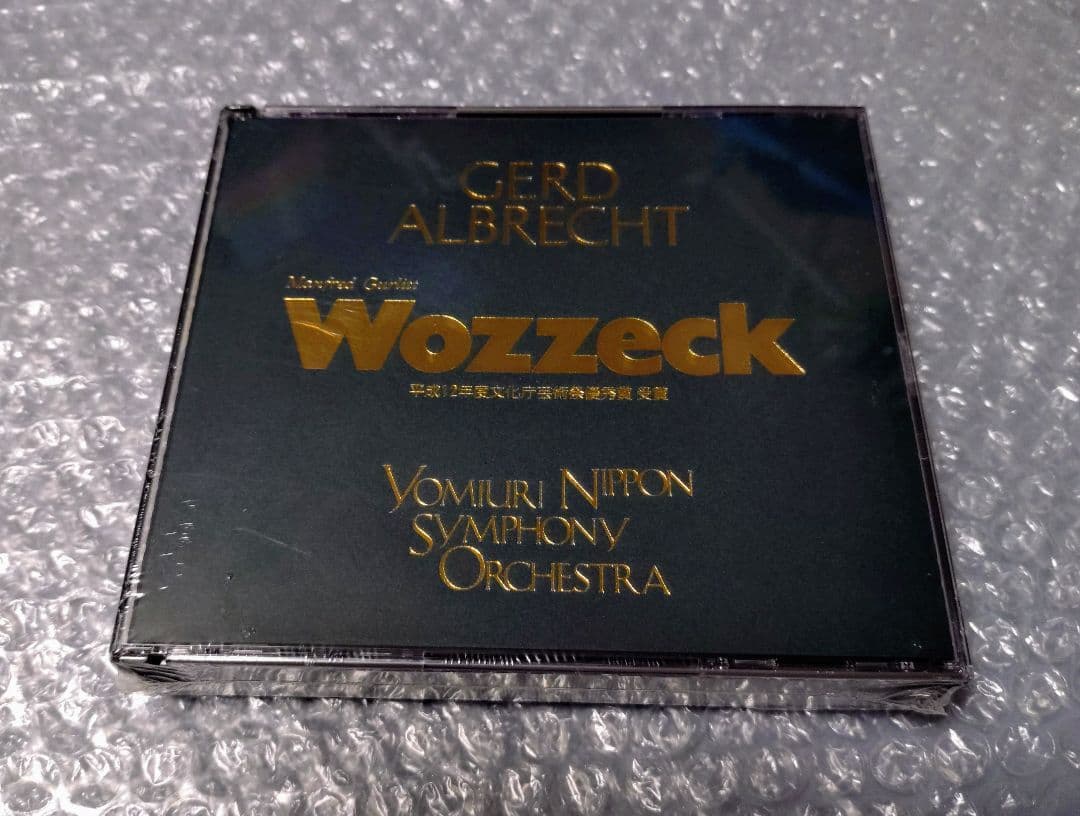 GERD
ALBRECHT
Manfred Gurlitt
Wozzeck
平成12年度文化庁芸術祭優秀賞 受賞
YOMIURI NIPPON
SYMPHONY
ORCHESTRA